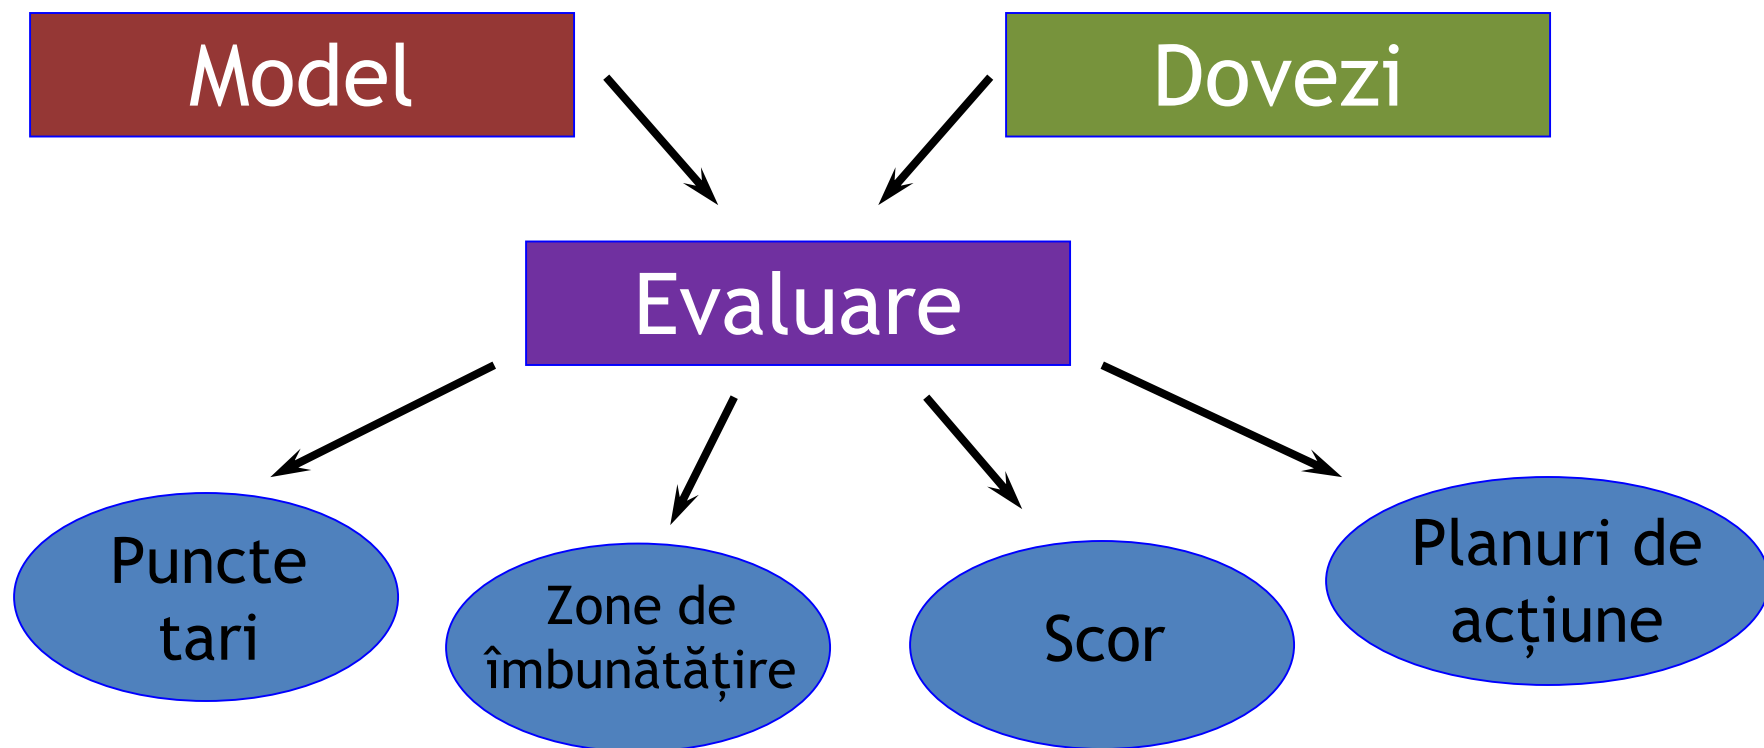 Model
Dovezi
Evaluare
Puncte
tari
Zone de
îmbunătățire
Scor
Planuri de
acțiune